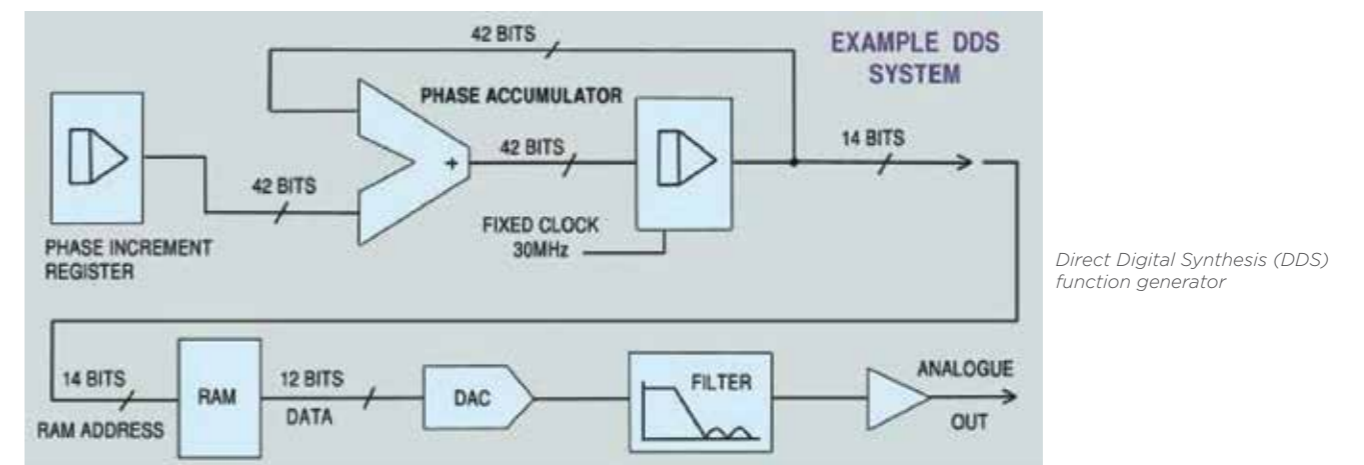 42 BITS
EXAMPLE DDS
SYSTEM
PHASE ACCUMULATOR
14 BITS
42 BITS
42 BITS
FIXED CLOCK
30MHz
PHASE INCREMENT
REGISTER
Direct Digital Synthesis (DDS)
function generator
14 BITS
RAM ADDRESS
RAM
12 BITS
DATA
DAC
FILTER
ANALOGUE
OUT
+